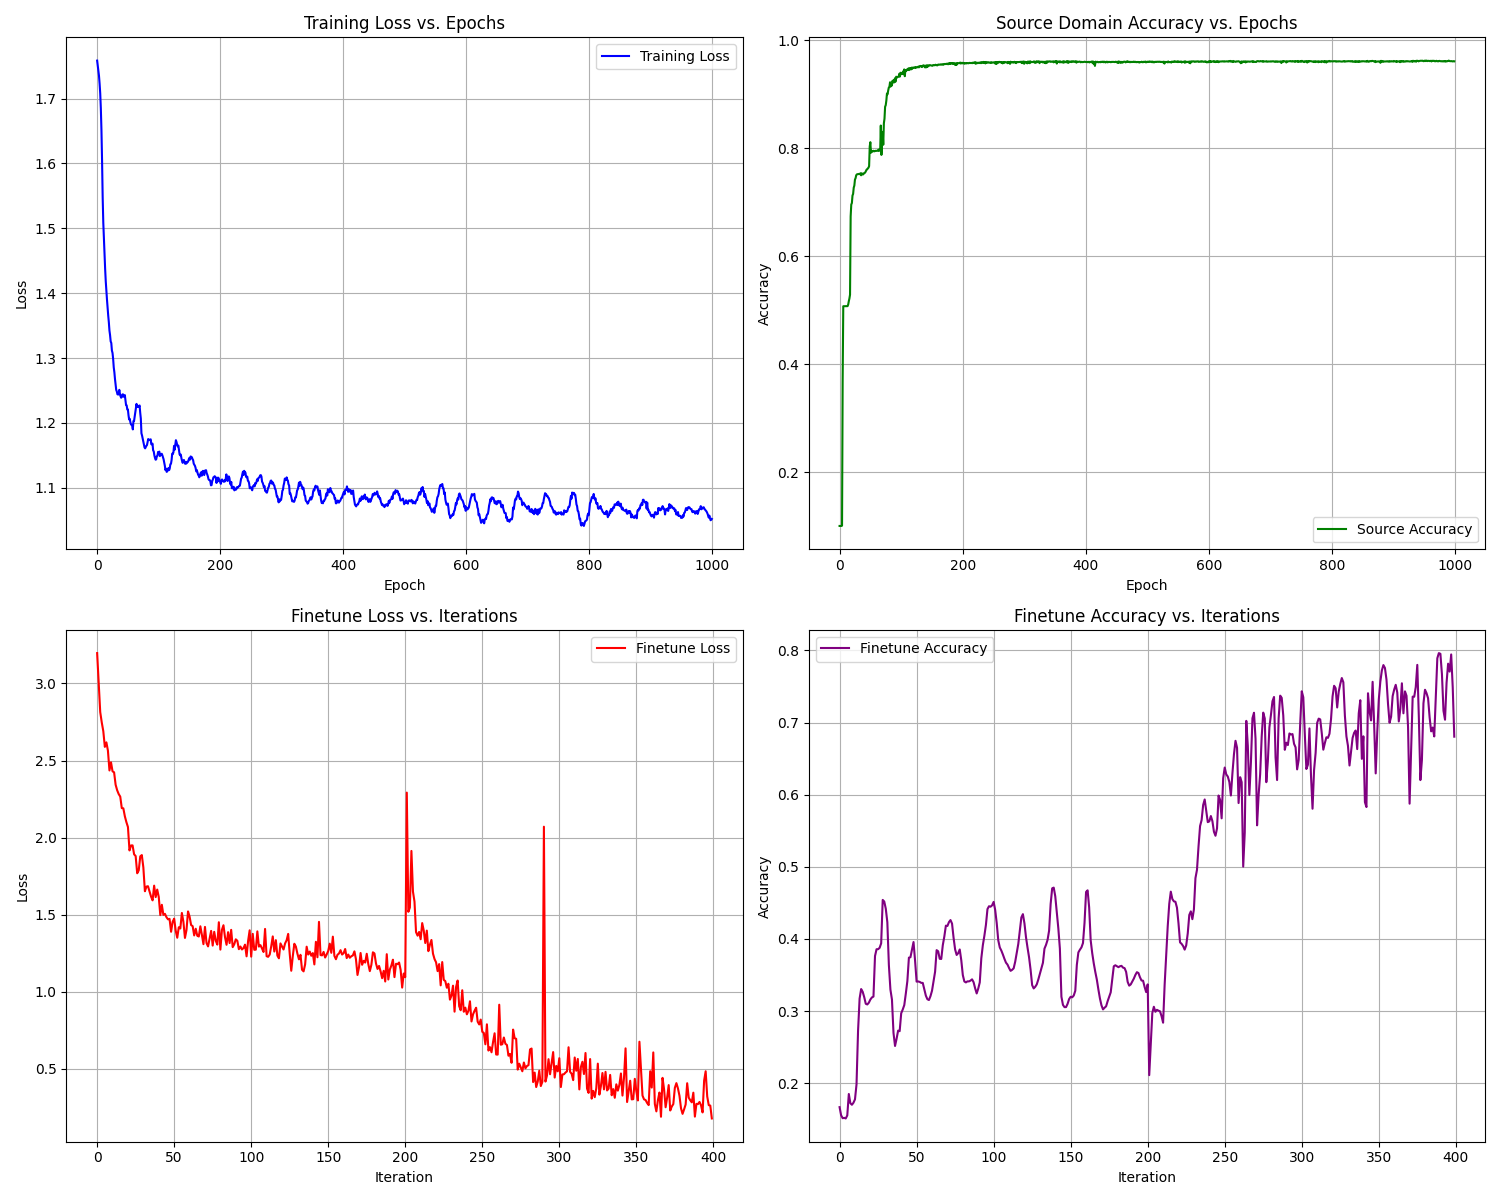 Training Loss vs. Epochs
Training Loss
1.7
1.6
1.5
1.4
1.3
1.2
1.1
Loss
0 200 400 600 800 1000
Epoch
Source Domain Accuracy vs. Epochs
1.0
0.8
0.6
0.4
0.2
Accuracy
Source Accuracy
0 200 400 600 800 1000
Epoch
Finetune Loss vs. Iterations
Finetune Loss
3.0
2.5
2.0
1.5
1.0
0.5
Loss
0 50 100 150 200 250 300 350 400
Iteration
Finetune Accuracy vs. Iterations
Finetune Accuracy
0.8
0.7
0.6
0.5
0.4
0.3
0.2
Accuracy
0 50 100 150 200 250 300 350 400
Iteration